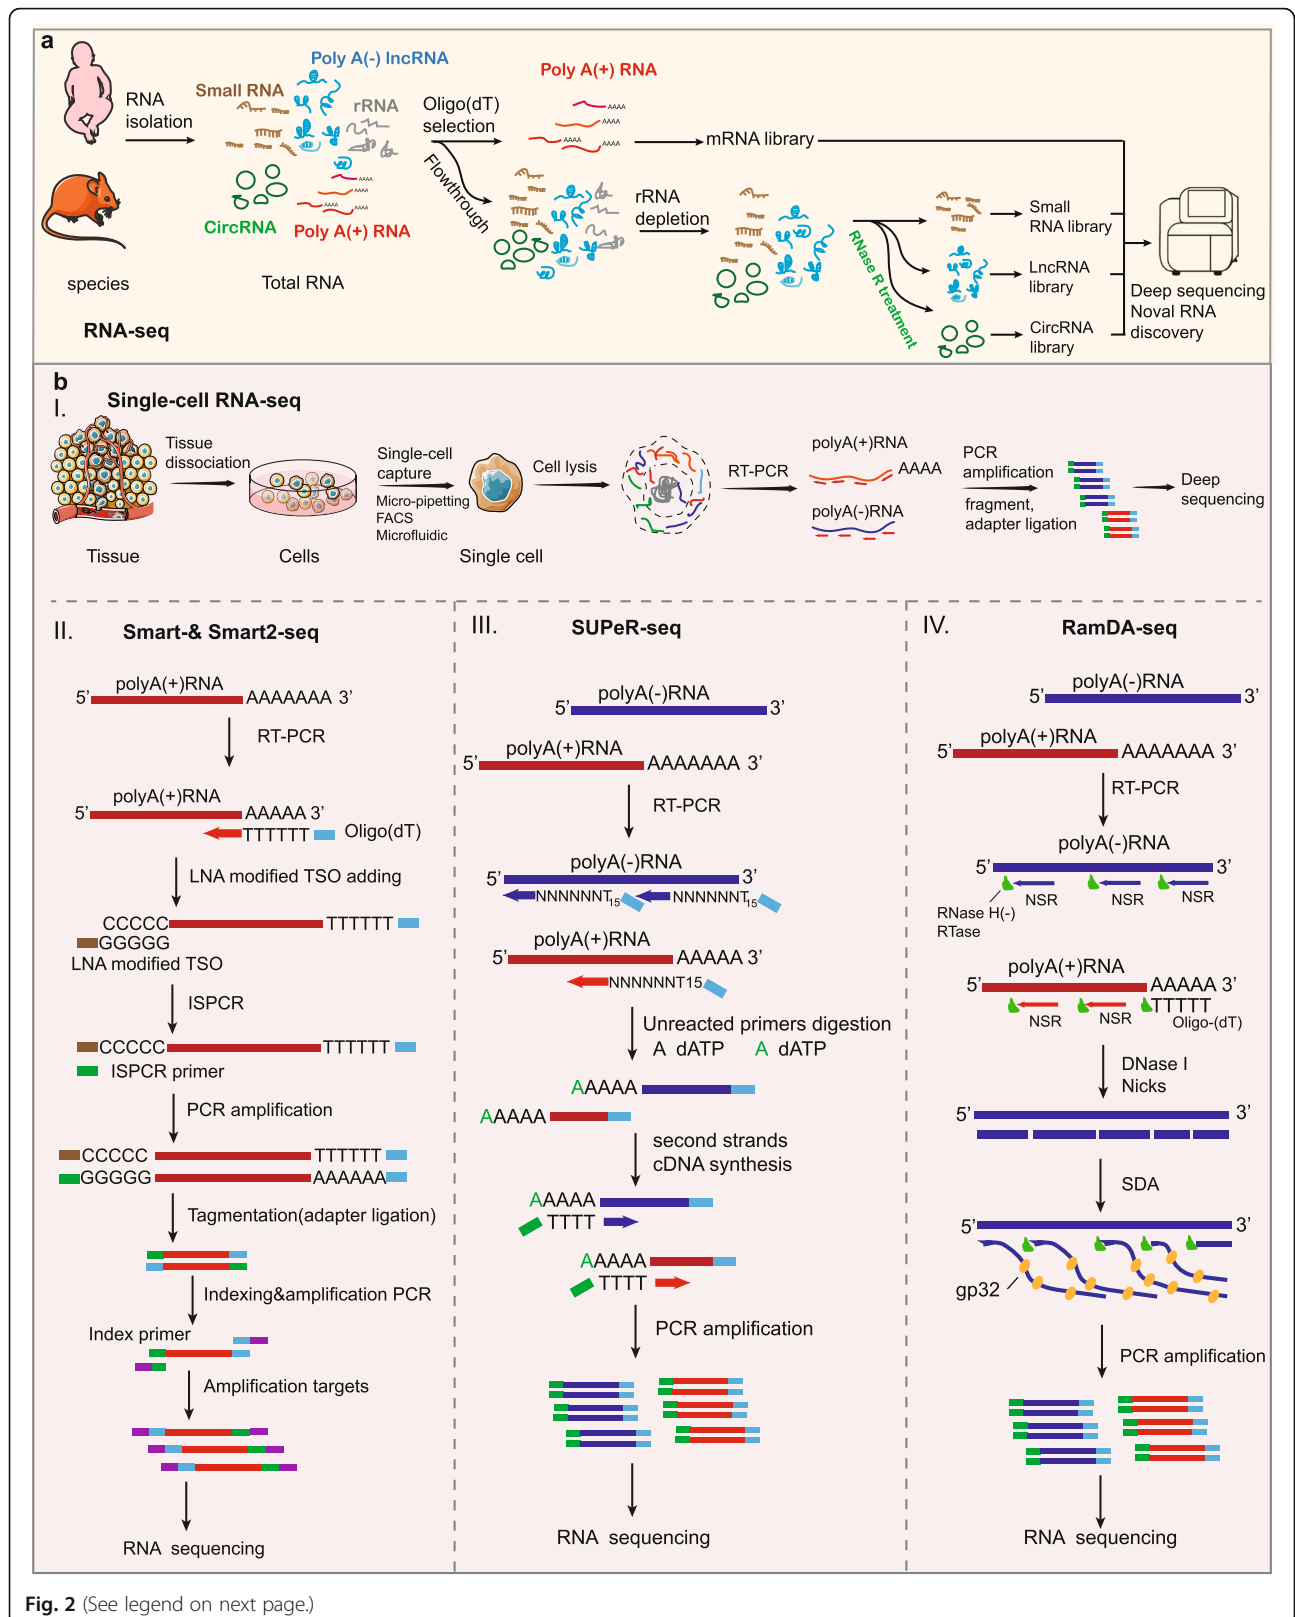 a
Poly A(-) lncRNA
Small RNA
rRNA
RNA
isolation
AAAA
AAAA
AAAA
AAAA
CircRNA
Poly A(+) RNA
species
Total RNA
RNA-seq
Oligo(dT)
selection
Flowthrough
Poly A(+) RNA
AAAA
AAAA
AAAA
AAAA
mRNA library
rRNA
depletion
RNase R treatment
Small
RNA library
LncRNA
library
CircRNA
library
Deep sequencing
Noval RNA
discovery
b
I.
Single-cell RNA-seq
Tissue
dissociation
Tissue
Cells
Single-cell
capture
Micro-pipetting
FACS
Microfluidic
Single cell
Cell lysis
RT-PCR
polyA(+)RNA
AAAA
polyA(-)RNA
PCR
amplification
fragment,
adapter ligation
Deep
sequencing
II.
Smart-& Smart2-seq
polyA(+)RNA
5’ AAAAAAA 3’
RT-PCR
polyA(+)RNA
5’ AAAAA 3’
TTTTTT Oligo(dT)
LNA modified TSO adding
CCCCC TTTTTT
GGGGG
LNA modified TSO
ISPCR
CCCCC TTTTTT
ISPCR primer
PCR amplification
CCCCC TTTTTT
GGGGG AAAAAA
Tagmentation(adapter ligation)
Indexing&amplification PCR
Index primer
Amplification targets
RNA sequencing
III.
SUPeR-seq
polyA(-)RNA
5’ 3’
polyA(+)RNA
5’ AAAAAAA 3’
RT-PCR
polyA(-)RNA
5’ 3’
NNNNNNT15 NNNNNNT15
polyA(+)RNA
5’ AAAAA 3’
NNNNNNT15
Unreacted primers digestion
A dATP A dATP
AAAAA
AAAAA
second strands
cDNA synthesis
AAAAA
TTTT
AAAAA
TTTT
PCR amplification
RNA sequencing
IV.
RamDA-seq
polyA(-)RNA
5’ 3’
polyA(+)RNA
5’ AAAAAAA 3’
RT-PCR
polyA(-)RNA
5’ 3’
NSR NSR NSR
RNase H(-)
RTase
polyA(+)RNA
5’ AAAAA 3’
TTTTT
NSR NSR Oligo-(dT)
DNase I
Nicks
5’ 3’
SDA
5’ 3’
gp32
PCR amplification
RNA sequencing
Fig. 2 (See legend on next page.)